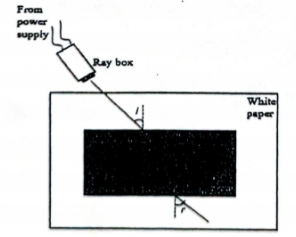 From
power
supply
Ray box
White
paper
i
r